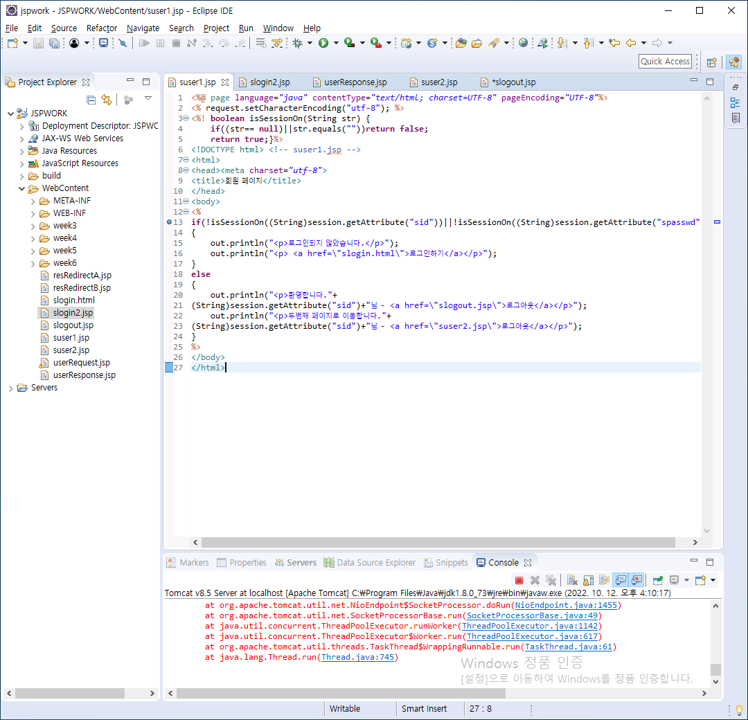 jspwork - JSPWORK/WebContent/suser1.jsp - Eclipse IDE
File Edit Source Refactor Navigate Search Project Run Window Help
Quick Access
Project Explorer
JSPWORK
Deployment Descriptor: JSPWC
JAX-WS Web Services
Java Resources
JavaScript Resources
build
WebContent
META-INF
WEB-INF
week3
week4
week5
week6
resRedirectA.jsp
resRedirectB.jsp
slogin.html
slogin2.jsp
slogout.jsp
suser1.jsp
suser2.jsp
userRequest.jsp
userResponse.jsp
Servers
suser1.jsp slogin2.jsp userResponse.jsp suser2.jsp *slogout.jsp
1 <%@ page language="java" contentType="text/html; charset=UTF-8" pageEncoding="UTF-8"%>
2 <% request.setCharacterEncoding("utf-8"); %>
3 <%! boolean isSessionOn(String str) {
4 if((str== null)||str.equals(""))return false;
5 return true;}%>
6 <!DOCTYPE html> <!-- suser1.jsp -->
7 <html>
8 <head><meta charset="utf-8">
9 <title>회원 페이지</title>
10 </head>
11 <body>
12 <%
13 if(!isSessionOn((String)session.getAttribute("sid"))||!isSessionOn((String)session.getAttribute("spasswd"
14 {
15 out.println("<p>로그인되지 않았습니다.</p>");
16 out.println("<p> <a href=\"slogin.html\">로그인하기</a></p>");
17 }
18 else
19 {
20 out.println("<p>환영합니다."+
21 (String)session.getAttribute("sid")+"님 - <a href=\"slogout.jsp\">로그아웃</a></p>");
22 out.println("<p>두번째 페이지로 이동합니다."+
23 (String)session.getAttribute("sid")+"님 - <a href=\"suser2.jsp\">로그아웃</a></p>");
24 }
25 %>
26 </body>
27 </html>
Markers Properties Servers Data Source Explorer Snippets Console
Tomcat v8.5 Server at localhost [Apache Tomcat] C:₩Program Files₩Java₩jdk1.8.0_73₩jre₩bin₩javaw.exe (2022. 10. 12. 오후 4:10:17)
at org.apache.tomcat.util.net.NioEndpoint$SocketProcessor.doRun(NioEndpoint.java:1455)
at org.apache.tomcat.util.net.SocketProcessorBase.run(SocketProcessorBase.java:49)
at java.util.concurrent.ThreadPoolExecutor.runWorker(ThreadPoolExecutor.java:1142)
at java.util.concurrent.ThreadPoolExecutor$Worker.run(ThreadPoolExecutor.java:617)
at org.apache.tomcat.util.threads.TaskThread$WrappingRunnable.run(TaskThread.java:61)
at java.lang.Thread.run(Thread.java:745)
Windows 정품 인증
[설정]으로 이동하여 Windows를 정품 인증합니다.
Writable Smart Insert 27 : 8